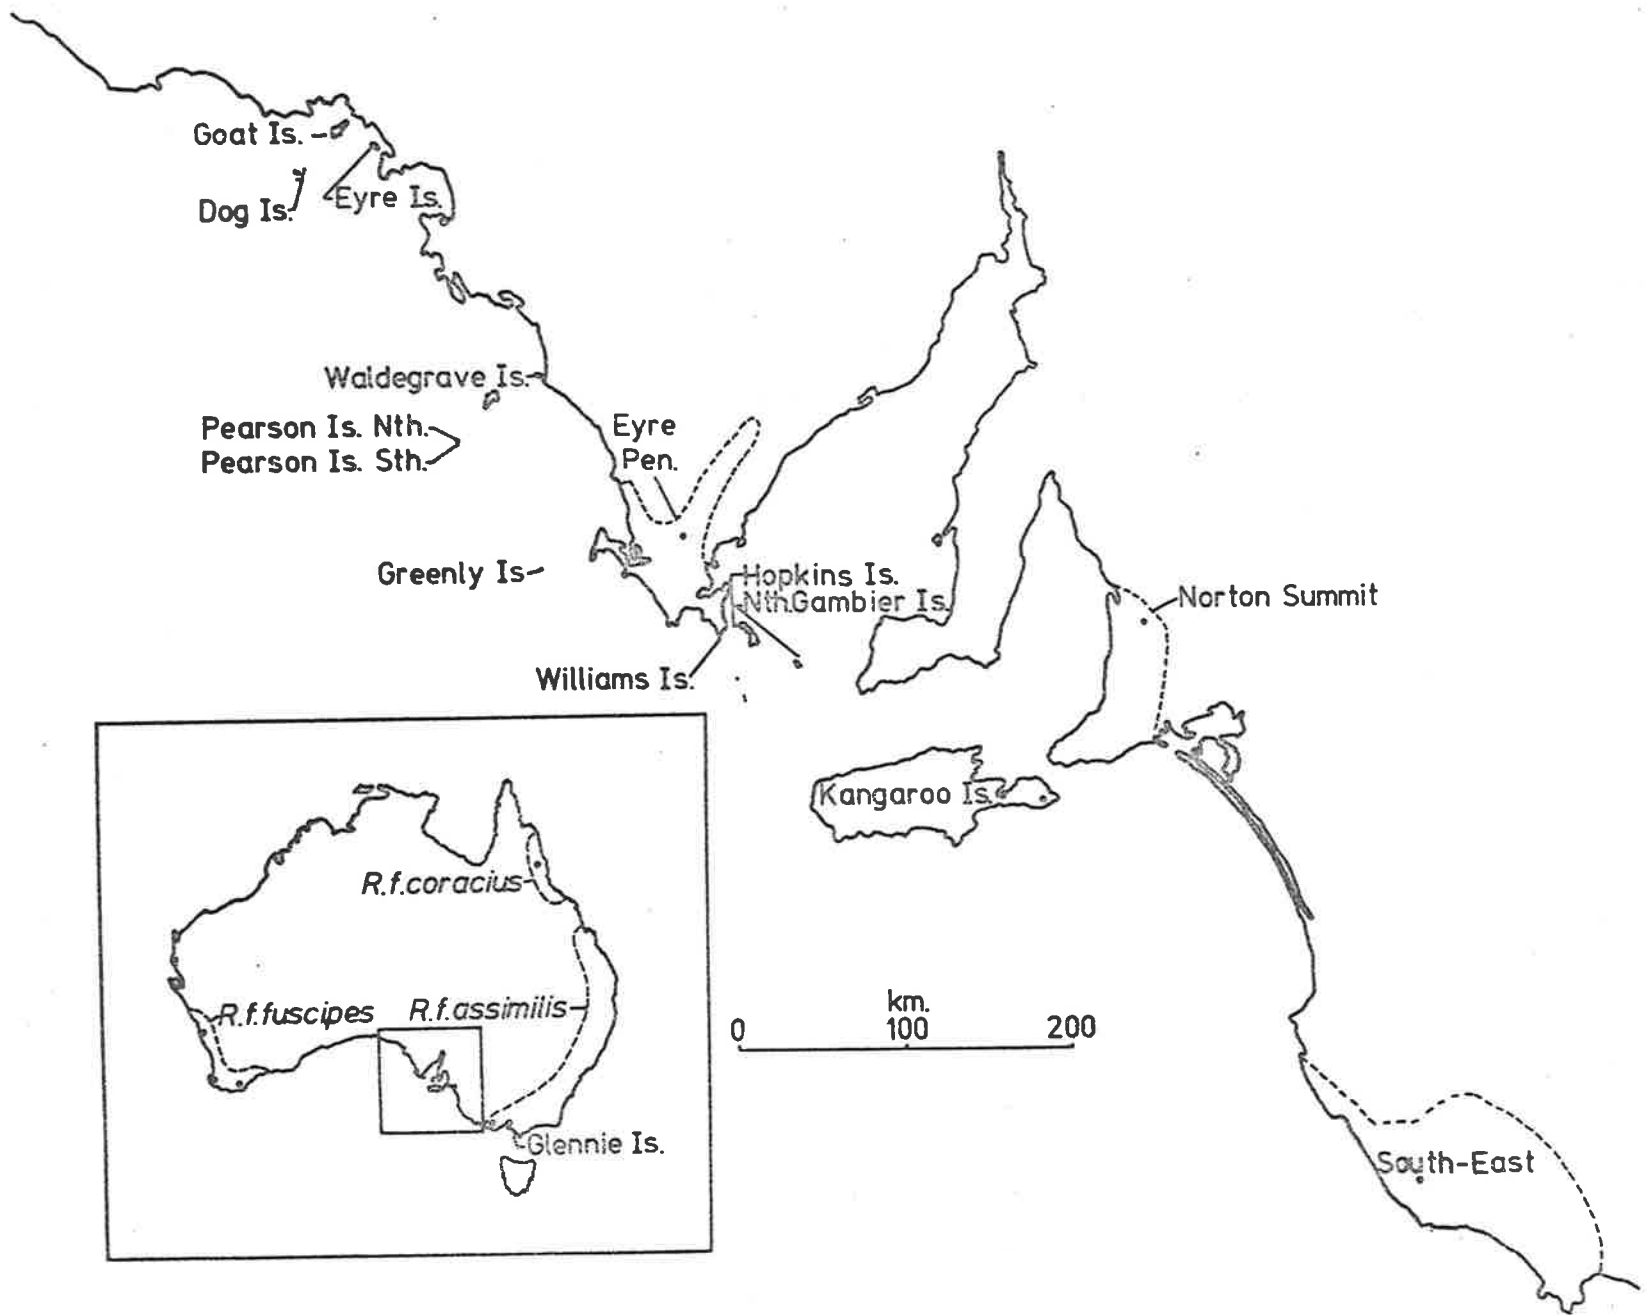 Goat Is.
Dog Is.
Eyre Is.
Waldegrave Is.
Pearson Is. Nth.
Pearson Is. Sth.
Eyre
Pen.
Greenly Is
Hopkins Is.
Nth.Gambier Is.
Williams Is.
Norton Summit
Kangaroo Is.
R.f.coracius
R.f.fuscipes
R.f.assimilis
Glennie Is.
km.
0 100 200
South-East